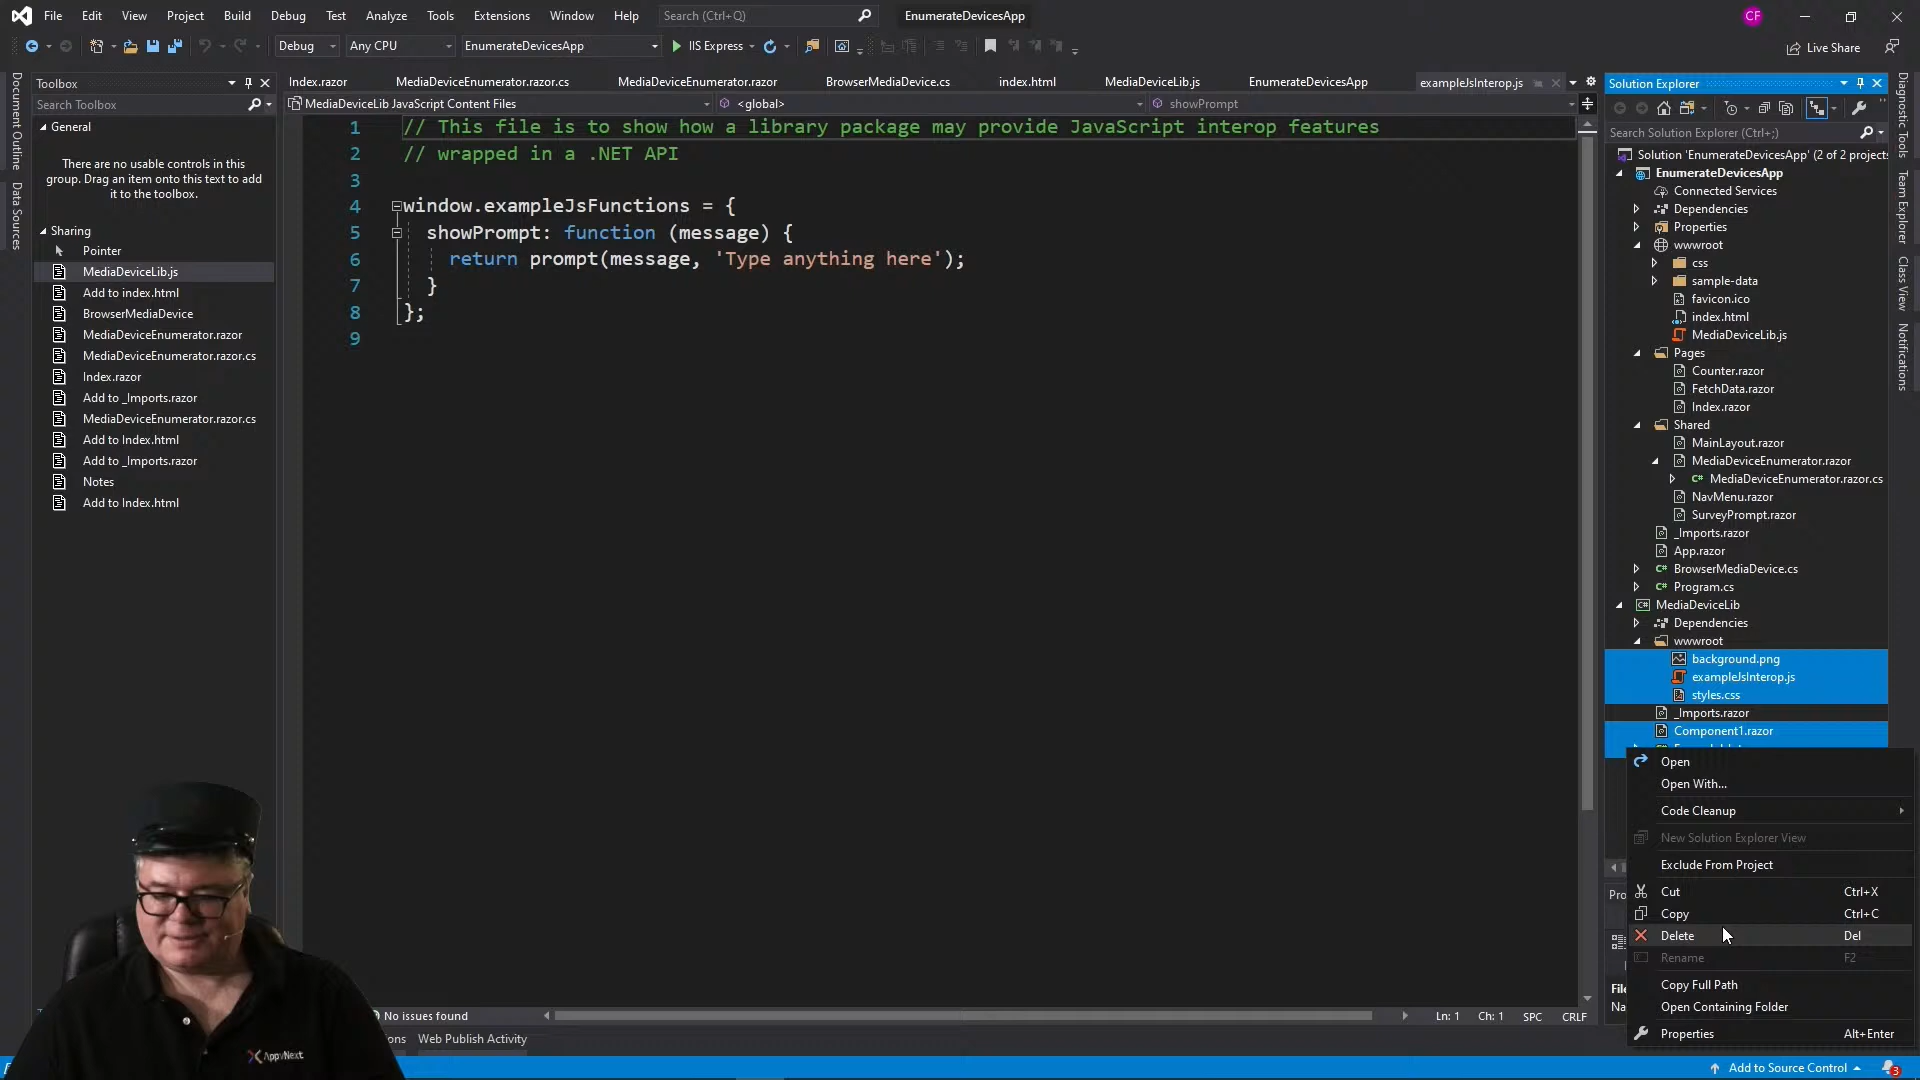 File Edit View Project Build Debug Test Analyze Tools Extensions Window Help Search (Ctrl+Q) EnumerateDevicesApp CF
Debug Any CPU EnumerateDevicesApp IIS Express Live Share
Document Outline
Data Sources
Toolbox
Search Toolbox
General
There are no usable controls in this
group. Drag an item onto this text to add
it to the toolbox.
Sharing
Pointer
MediaDeviceLib.js
Add to index.html
BrowserMediaDevice
MediaDeviceEnumerator.razor
MediaDeviceEnumerator.razor.cs
Index.razor
Add to _Imports.razor
MediaDeviceEnumerator.razor.cs
Add to Index.html
Add to _Imports.razor
Notes
Add to Index.html
Index.razor MediaDeviceEnumerator.razor.cs MediaDeviceEnumerator.razor BrowserMediaDevice.cs index.html MediaDeviceLib.js EnumerateDevicesApp exampleJsInterop.js
MediaDeviceLib JavaScript Content Files <global> showPrompt
1 // This file is to show how a library package may provide JavaScript interop features
2 // wrapped in a .NET API
3
4 window.exampleJsFunctions = {
5 showPrompt: function (message) {
6 return prompt(message, 'Type anything here');
7 }
8 };
9
No issues found Ln: 1 Ch: 1 SPC CRLF
Web Publish Activity
Solution Explorer
Search Solution Explorer (Ctrl+;)
Solution 'EnumerateDevicesApp' (2 of 2 projects
EnumerateDevicesApp
Connected Services
Dependencies
Properties
wwwroot
css
sample-data
favicon.ico
index.html
MediaDeviceLib.js
Pages
Counter.razor
FetchData.razor
Index.razor
Shared
MainLayout.razor
MediaDeviceEnumerator.razor
MediaDeviceEnumerator.razor.cs
NavMenu.razor
SurveyPrompt.razor
_Imports.razor
App.razor
BrowserMediaDevice.cs
Program.cs
MediaDeviceLib
Dependencies
wwwroot
background.png
exampleJsInterop.js
styles.css
_Imports.razor
Component1.razor
Open
Open With...
Code Cleanup
New Solution Explorer View
Exclude From Project
Cut Ctrl+X
Copy Ctrl+C
Delete Del
Rename F2
Copy Full Path
Open Containing Folder
Properties Alt+Enter
Diagnostic Tools
Team Explorer
Class View
Notifications
AppvNext
Add to Source Control 3